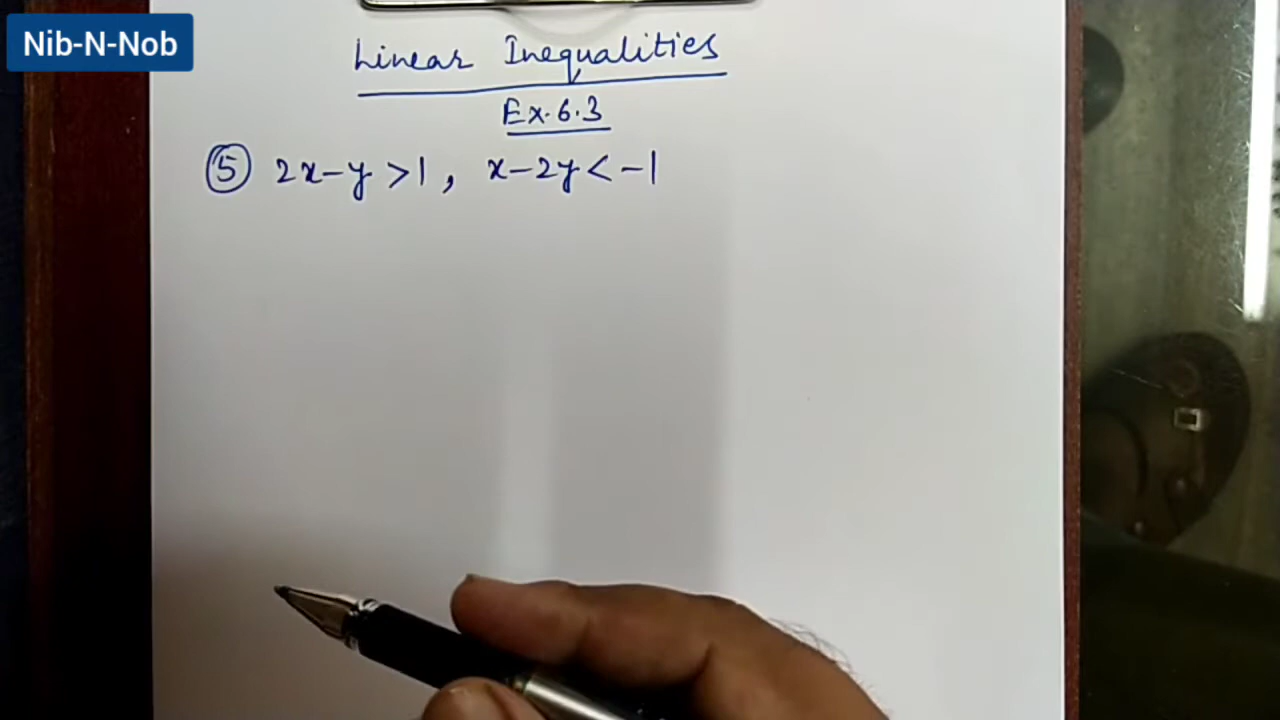 Nib-N-Nob
Linear Inequalities
Ex. 6.3
⑤ 2x-y >1, x-2y < -1